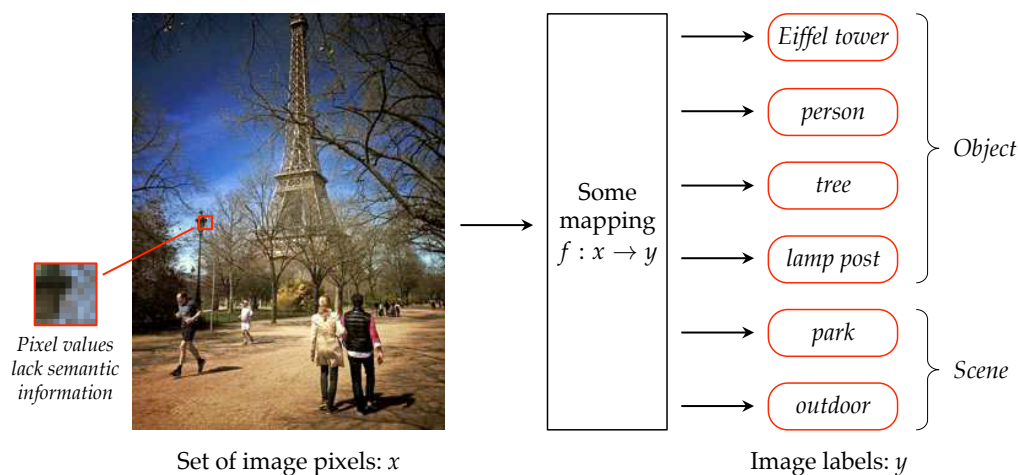 Pixel values
lack semantic
information
Set of image pixels: x
Some
mapping
f : x → y
Eiffel tower
person
tree
lamp post
park
outdoor
Object
Scene
Image labels: y